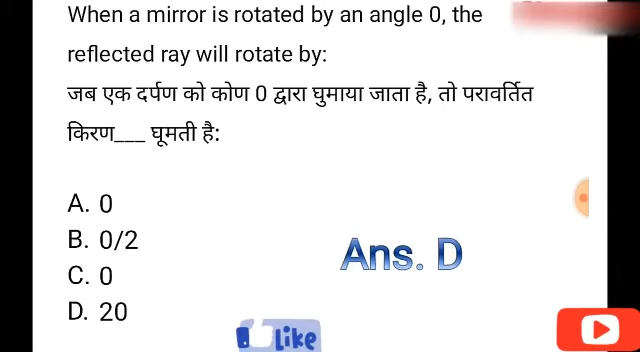 When a mirror is rotated by an angle 0, the
reflected ray will rotate by:
जब एक दर्पण को कोण 0 द्वारा घुमाया जाता है, तो परावर्तित
किरण___ घूमती है:
A. 0
B. 0/2
C. 0
D. 20
Ans. D
Like